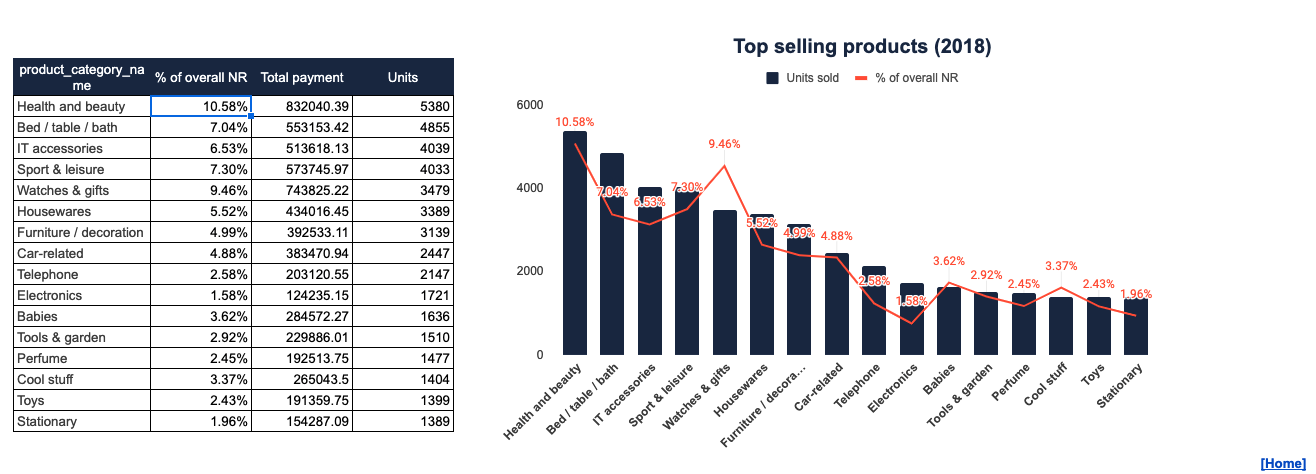 product_category_na
me
% of overall NR
Total payment
Units
Health and beauty 10.58% 832040.39 5380
Bed / table / bath 7.04% 553153.42 4855
IT accessories 6.53% 513618.13 4039
Sport & leisure 7.30% 573745.97 4033
Watches & gifts 9.46% 743825.22 3479
Housewares 5.52% 434016.45 3389
Furniture / decoration 4.99% 392533.11 3139
Car-related 4.88% 383470.94 2447
Telephone 2.58% 203120.55 2147
Electronics 1.58% 124235.15 1721
Babies 3.62% 284572.27 1636
Tools & garden 2.92% 229886.01 1510
Perfume 2.45% 192513.75 1477
Cool stuff 3.37% 265043.5 1404
Toys 2.43% 191359.75 1399
Stationary 1.96% 154287.09 1389
Top selling products (2018)
Units sold
% of overall NR
6000
4000
2000
0
10.58%
7.04%
6.53%
7.30%
9.46%
5.52%
4.99%
4.88%
2.58%
1.58%
3.62%
2.92%
2.45%
3.37%
2.43%
1.96%
Health and beauty
Bed / table / bath
IT accessories
Sport & leisure
Watches & gifts
Housewares
Furniture / decora...
Car-related
Telephone
Electronics
Babies
Tools & garden
Perfume
Cool stuff
Toys
Stationary
[Home]